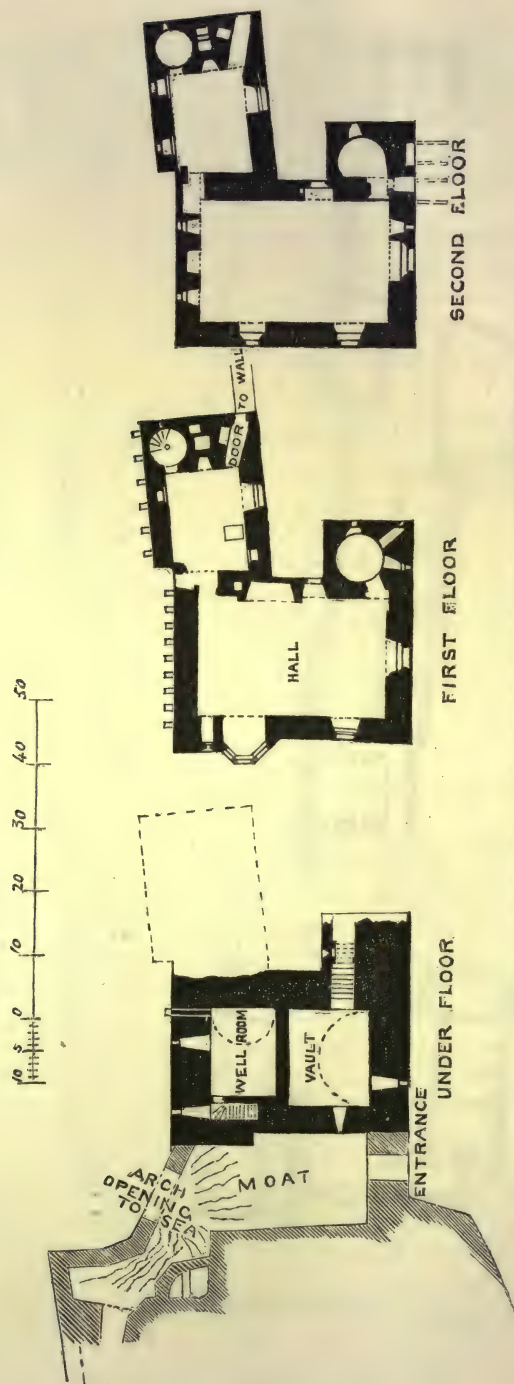 10 5 0 10 20 30 40 50
ARCH
OPENING
TO SEA
MOAT
WELL ROOM
VAULT
ENTRANCE
UNDER FLOOR
DOOR TO WALL
HALL
FIRST FLOOR
SECOND FLOOR